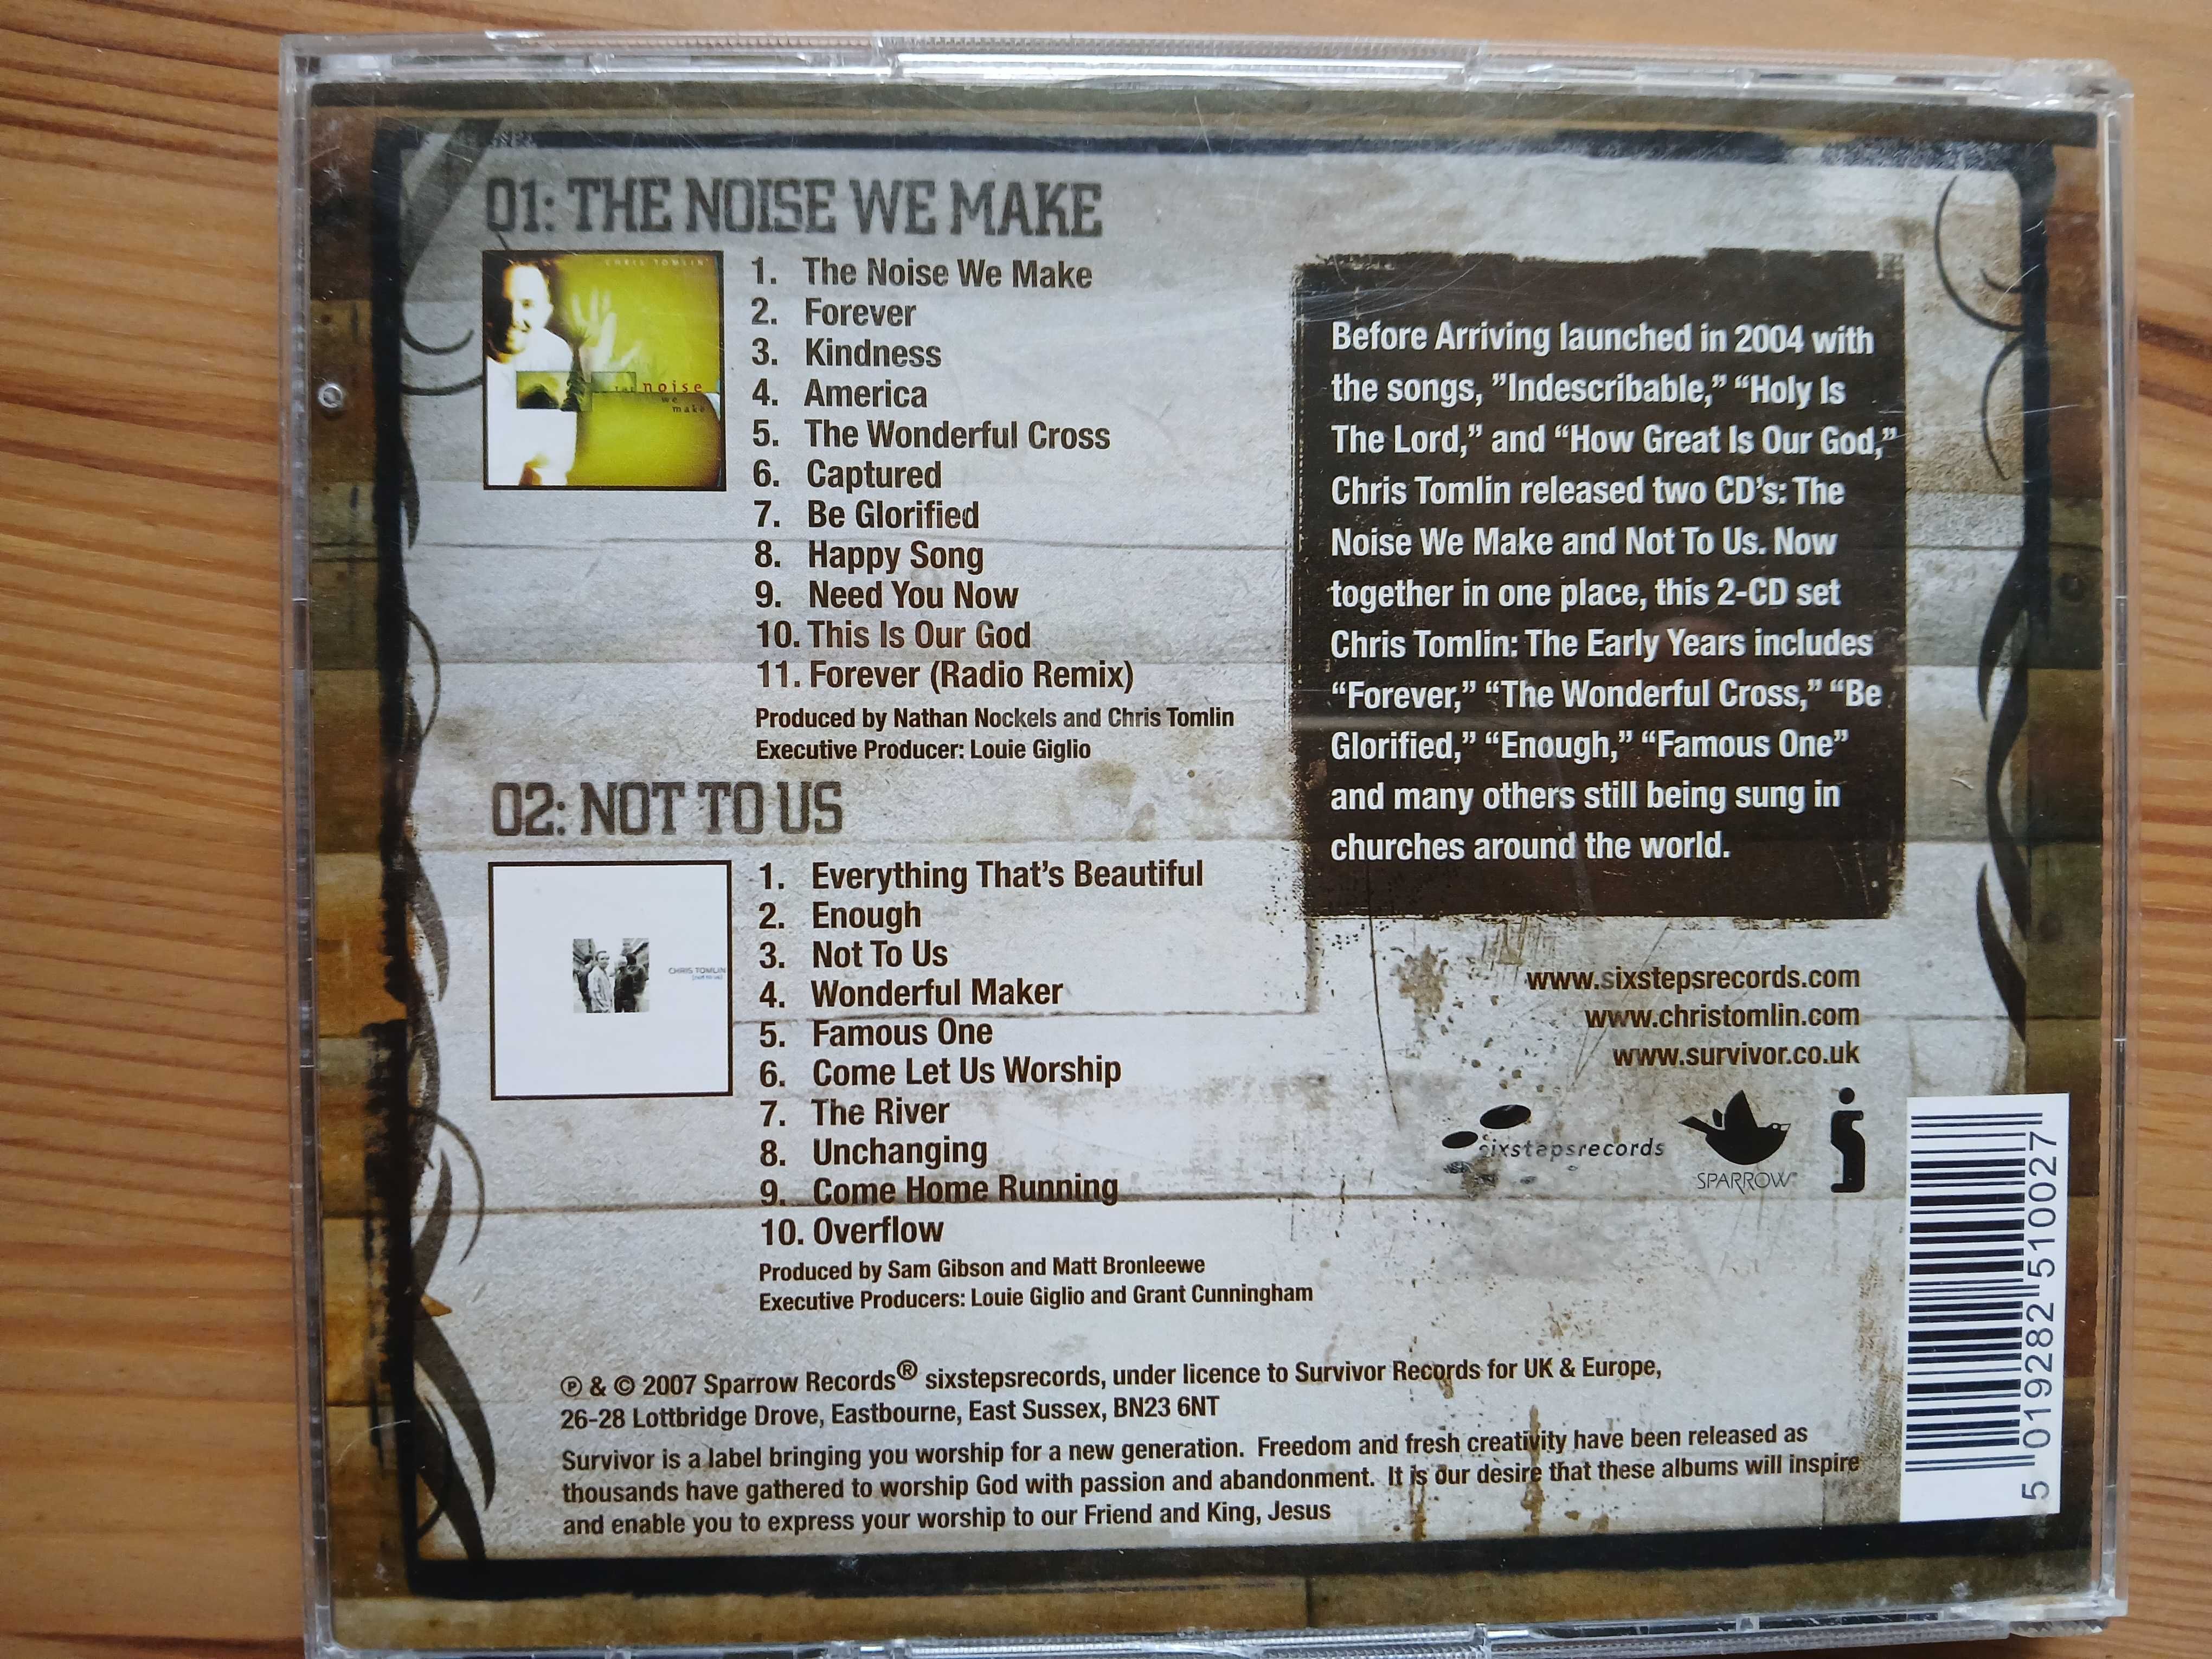 01: THE NOISE WE MAKE
CHRIS TOMLIN
THE noise
we
make
1. The Noise We Make
2. Forever
3. Kindness
4. America
5. The Wonderful Cross
6. Captured
7. Be Glorified
8. Happy Song
9. Need You Now
10. This Is Our God
11. Forever (Radio Remix)
Produced by Nathan Nockels and Chris Tomlin
Executive Producer: Louie Giglio
02: NOT TO US
CHRIS TOMLIN
[not to us]
1. Everything That's Beautiful
2. Enough
3. Not To Us
4. Wonderful Maker
5. Famous One
6. Come Let Us Worship
7. The River
8. Unchanging
9. Come Home Running
10. Overflow
Produced by Sam Gibson and Matt Bronleewe
Executive Producers: Louie Giglio and Grant Cunningham
Before Arriving launched in 2004 with
the songs, ”Indescribable,” “Holy Is
The Lord,” and “How Great Is Our God,”
Chris Tomlin released two CD’s: The
Noise We Make and Not To Us. Now
together in one place, this 2-CD set
Chris Tomlin: The Early Years includes
“Forever,” “The Wonderful Cross,” “Be
Glorified,” “Enough,” “Famous One”
and many others still being sung in
churches around the world.
www.sixstepsrecords.com
www.christomlin.com
www.survivor.co.uk
sixstepsrecords
SPARROW
℗ & © 2007 Sparrow Records® sixstepsrecords, under licence to Survivor Records for UK & Europe,
26-28 Lottbridge Drove, Eastbourne, East Sussex, BN23 6NT
Survivor is a label bringing you worship for a new generation. Freedom and fresh creativity have been released as
thousands have gathered to worship God with passion and abandonment. It is our desire that these albums will inspire
and enable you to express your worship to our Friend and King, Jesus
5 019282 510027